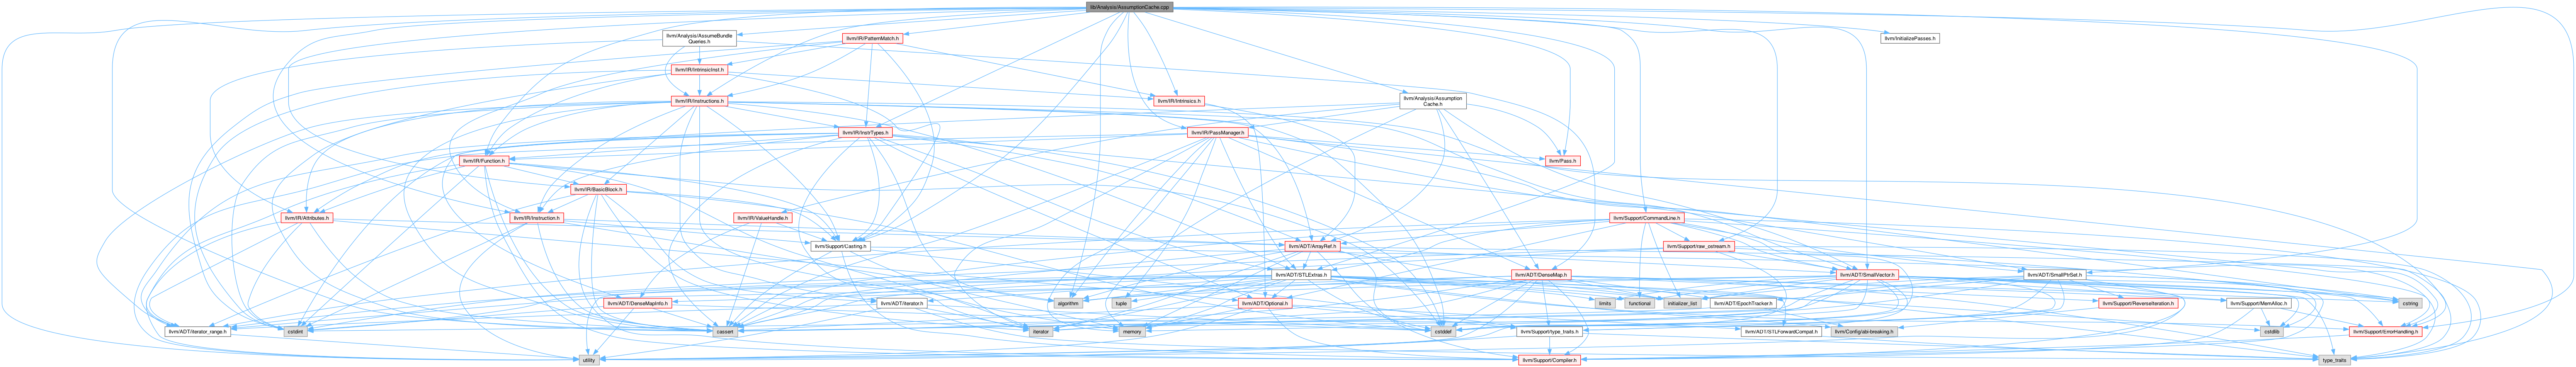 lib/Analysis/AssumptionCache.cpp
llvm/Analysis/AssumeBundle
Queries.h
llvm/IR/PatternMatch.h
llvm/InitializePasses.h
llvm/IR/IntrinsicInst.h
llvm/IR/Instructions.h
llvm/IR/Intrinsics.h
llvm/Analysis/Assumption
Cache.h
llvm/IR/InstrTypes.h
llvm/IR/PassManager.h
llvm/IR/Function.h
llvm/Pass.h
llvm/IR/BasicBlock.h
llvm/IR/Attributes.h
llvm/IR/Instruction.h
llvm/IR/ValueHandle.h
llvm/Support/CommandLine.h
llvm/Support/Casting.h
llvm/ADT/ArrayRef.h
llvm/Support/raw_ostream.h
llvm/ADT/STLExtras.h
llvm/ADT/DenseMap.h
llvm/ADT/SmallVector.h
llvm/ADT/SmallPtrSet.h
llvm/ADT/DenseMapInfo.h
llvm/ADT/iterator.h
algorithm
tuple
llvm/ADT/Optional.h
limits
functional
initializer_list
llvm/ADT/EpochTracker.h
llvm/Support/ReverseIteration.h
llvm/Support/MemAlloc.h
cstring
llvm/ADT/iterator_range.h
cstdint
cassert
iterator
memory
cstddef
llvm/Support/type_traits.h
llvm/ADT/STLForwardCompat.h
llvm/Config/abi-breaking.h
cstdlib
llvm/Support/ErrorHandling.h
utility
llvm/Support/Compiler.h
type_traits